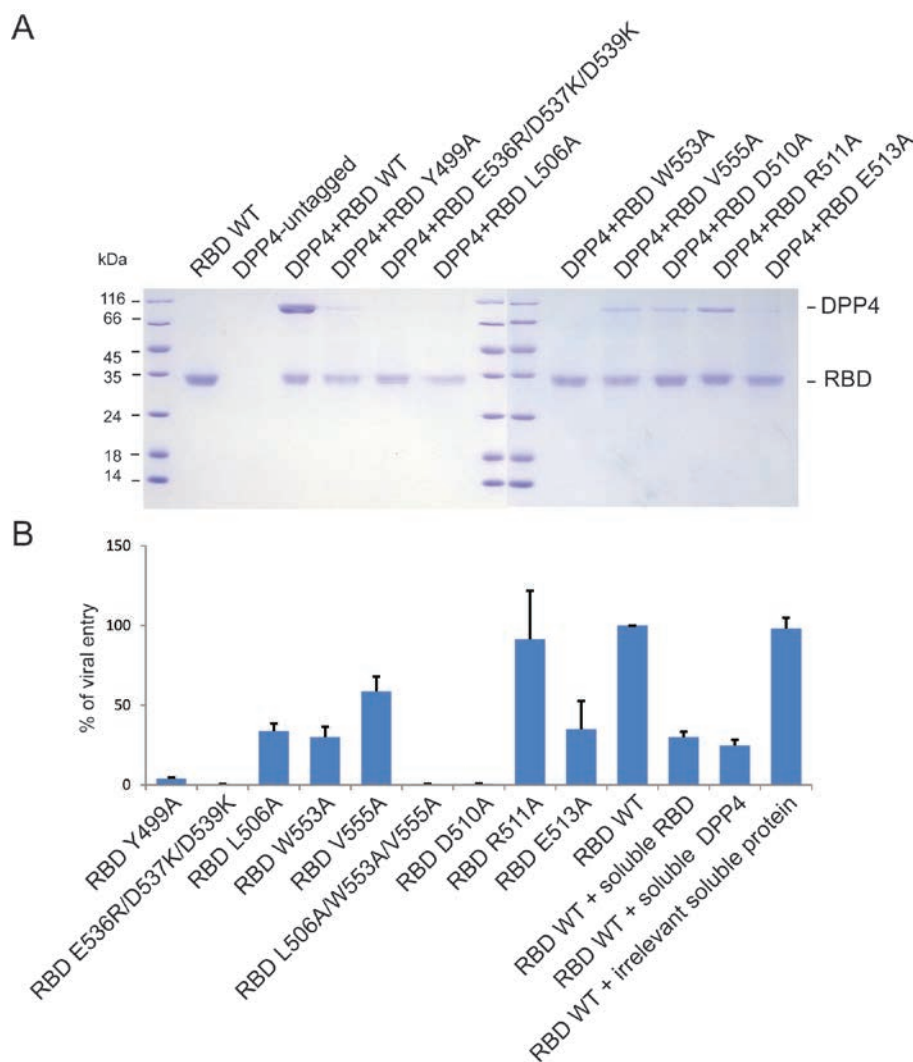 A
RBD WT
DPP4-untagged
DPP4+RBD WT
DPP4+RBD Y499A
DPP4+RBD E536R/D537K/D539K
DPP4+RBD L506A
DPP4+RBD W553A
DPP4+RBD V555A
DPP4+RBD D510A
DPP4+RBD R511A
DPP4+RBD E513A
kDa
116
66
45
35
24
18
14
DPP4
RBD
B
% of viral entry
150
100
50
0
RBD Y499A
RBD E536R/D537K/D539K
RBD L506A
RBD W553A
RBD V555A
RBD L506A/W553A/V555A
RBD D510A
RBD R511A
RBD E513A
RBD WT
RBD WT + soluble RBD
RBD WT + soluble DPP4
RBD WT + irrelevant soluble protein